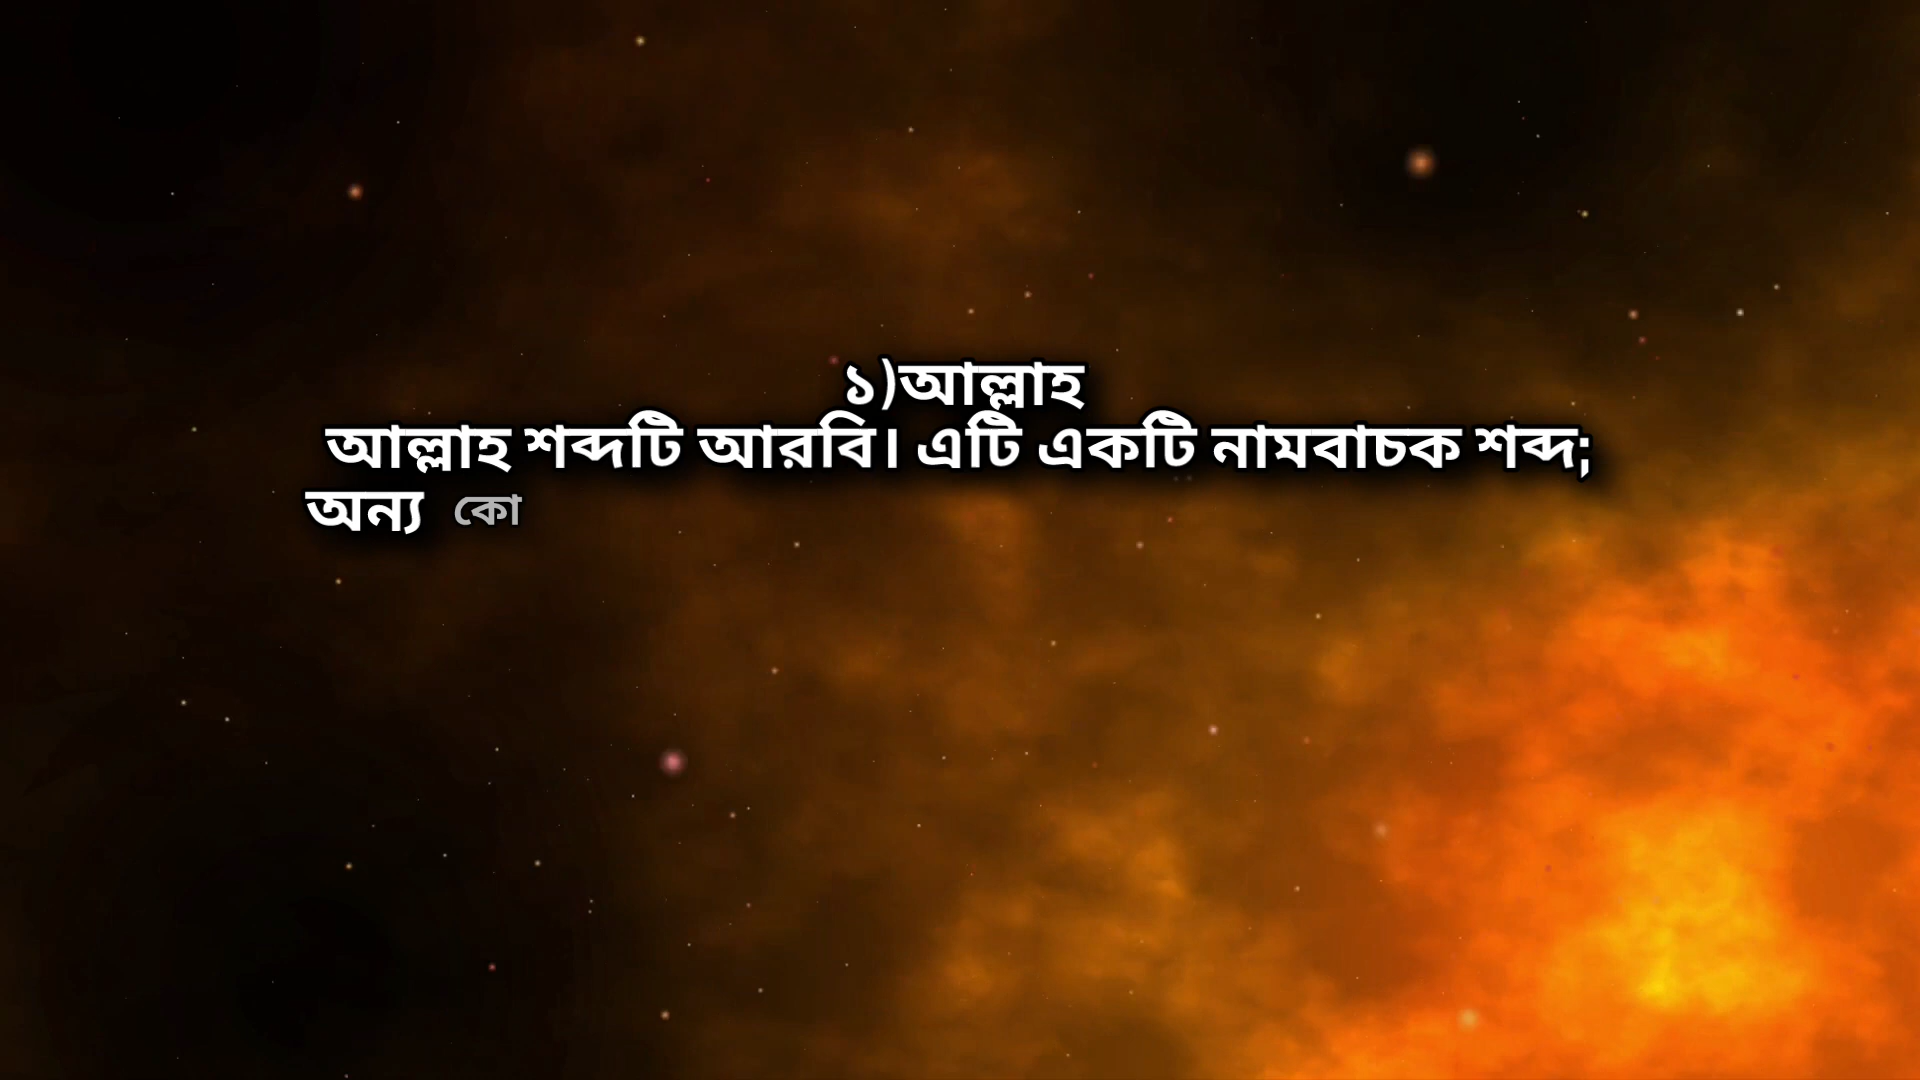 ১)আল্লাহ
আল্লাহ শব্দটি আরবি। এটি একটি নামবাচক শব্দ;
অন্য কো